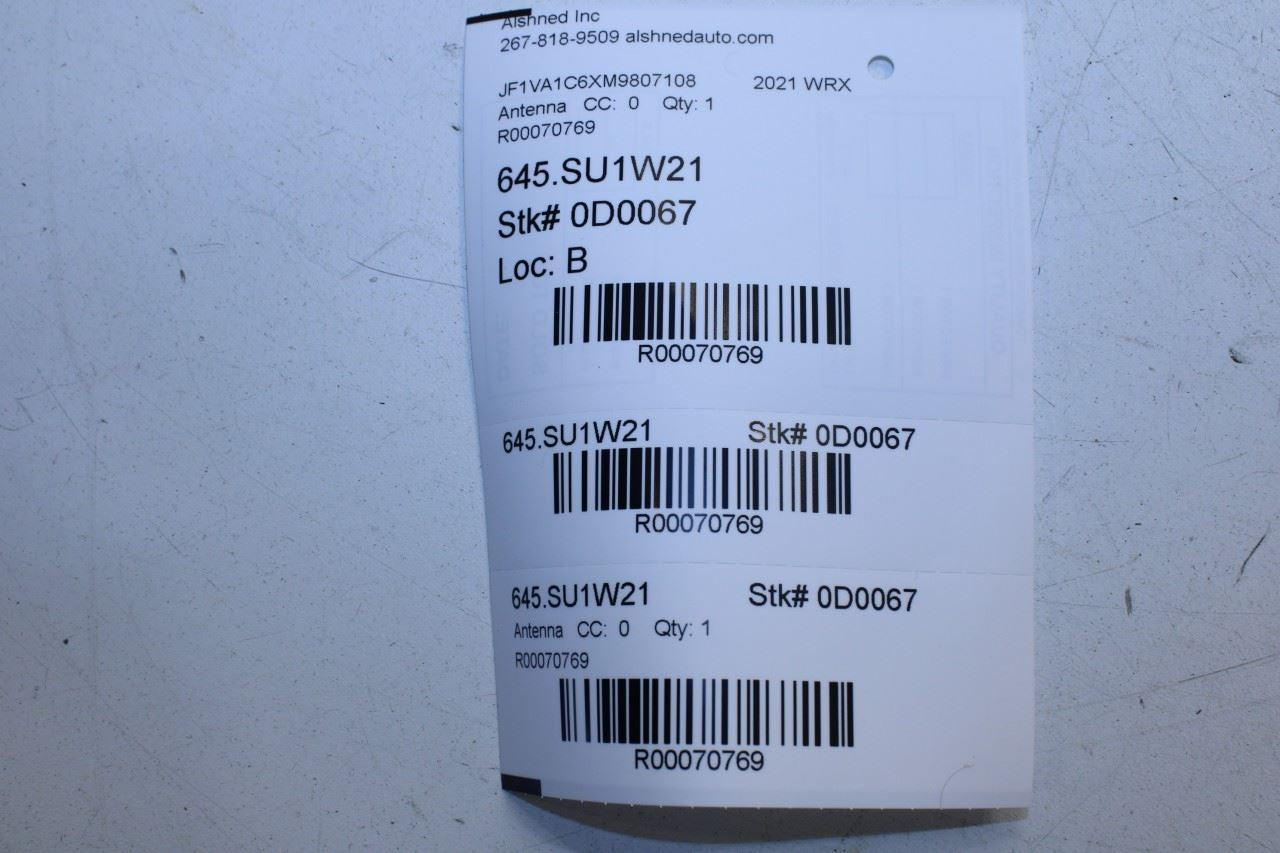 Alshned Inc
267-818-9509 alshnedauto.com
JF1VA1C6XM9807108 2021 WRX
Antenna CC: 0 Qty: 1
R00070769
645.SU1W21
Stk# 0D0067
Loc: B
R00070769
645.SU1W21 Stk# 0D0067
R00070769
645.SU1W21 Stk# 0D0067
Antenna CC: 0 Qty: 1
R00070769
R00070769